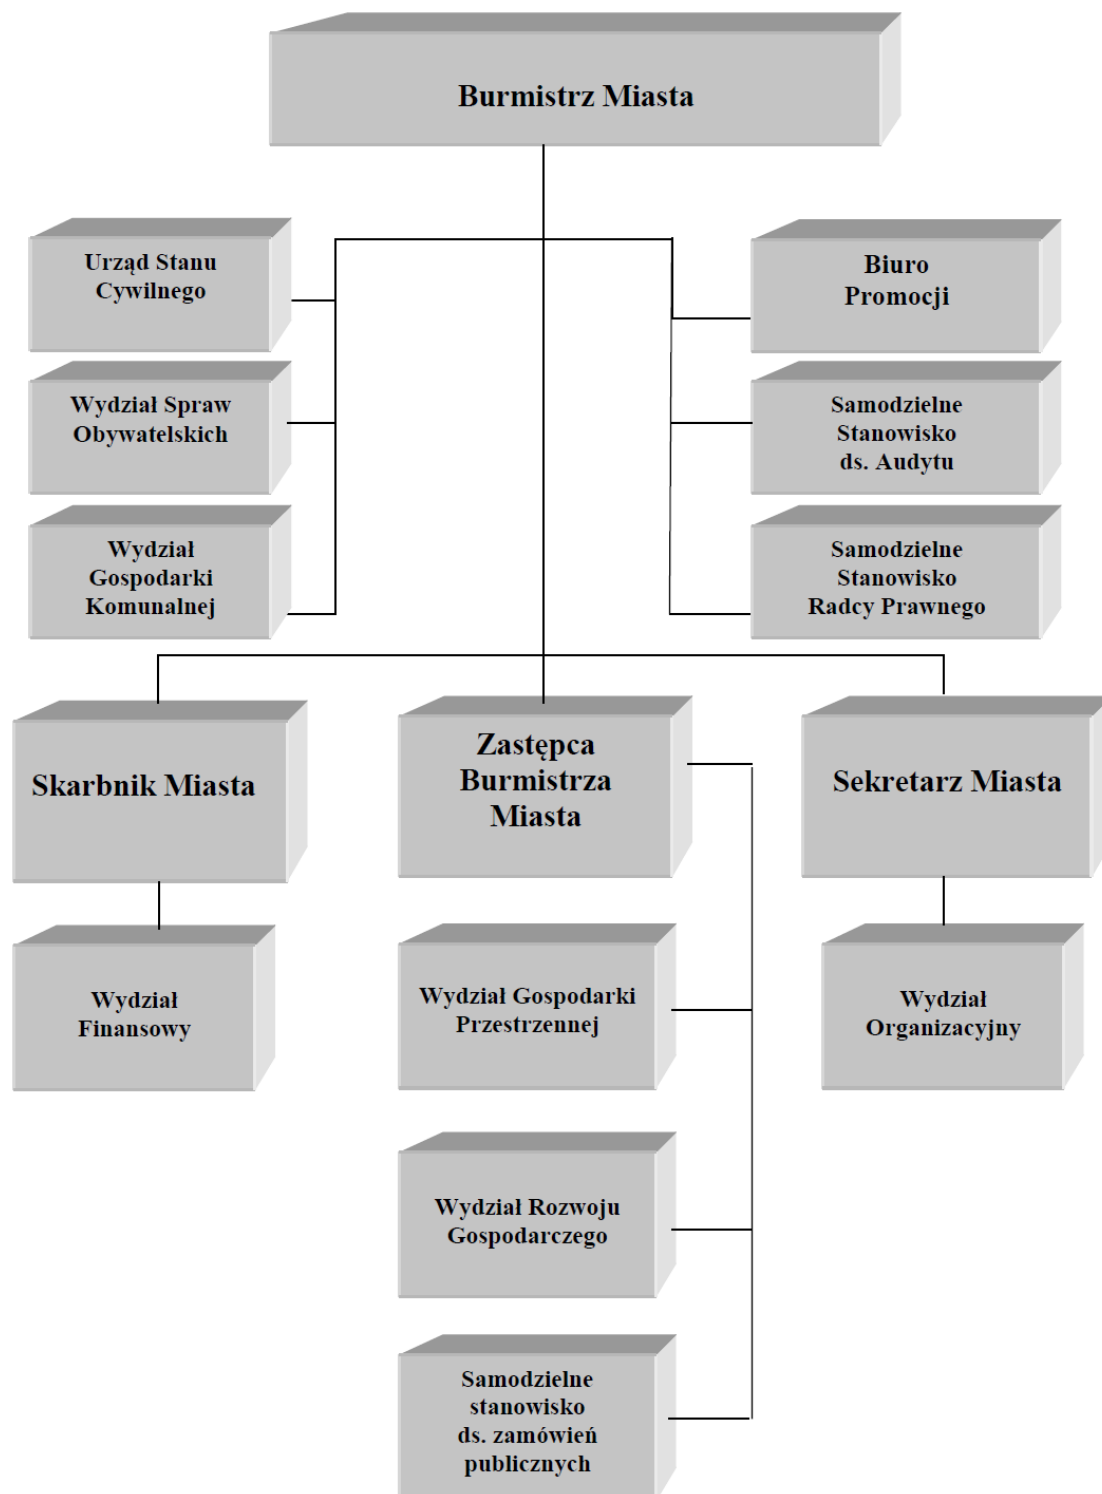 Burmistrz Miasta
Urząd Stanu
Cywilnego
Biuro
Promocji
Wydział Spraw
Obywatelskich
Samodzielne
Stanowisko
ds. Audytu
Wydział
Gospodarki
Komunalnej
Samodzielne
Stanowisko
Radcy Prawnego
Skarbnik Miasta
Zastępca
Burmistrza
Miasta
Sekretarz Miasta
Wydział
Finansowy
Wydział Gospodarki
Przestrzennej
Wydział
Organizacyjny
Wydział Rozwoju
Gospodarczego
Samodzielne
stanowisko
ds. zamówień
publicznych